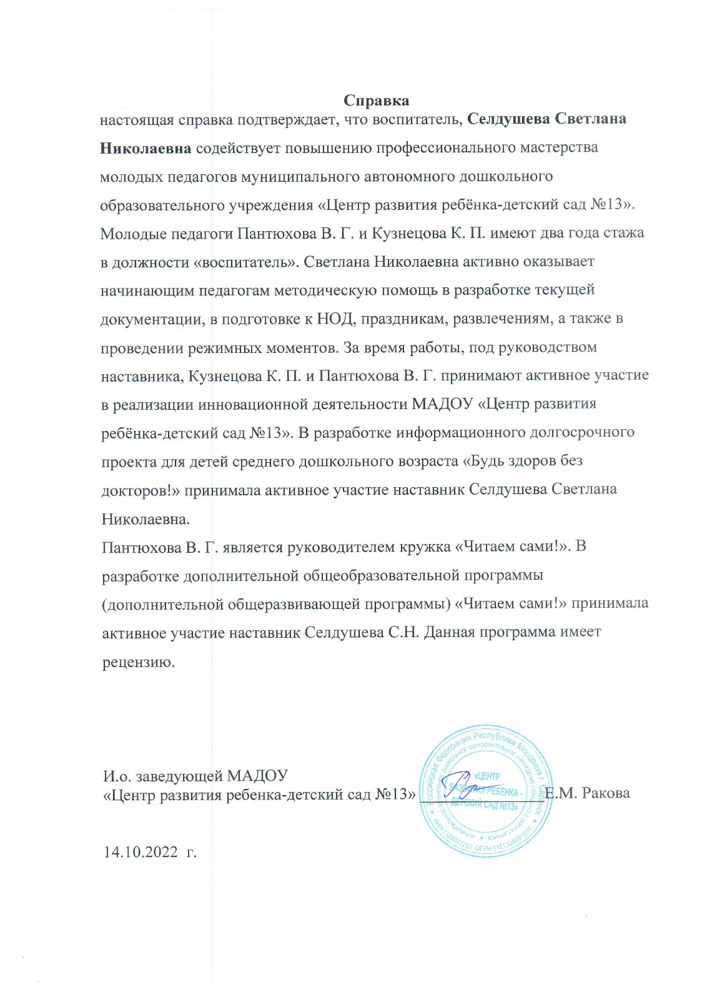 Справка
настоящая справка подтверждает, что воспитатель, Селдушева Светлана
Николаевна содействует повышению профессионального мастерства
молодых педагогов муниципального автономного дошкольного
образовательного учреждения «Центр развития ребёнка-детский сад №13».
Молодые педагоги Пантюхова В. Г. и Кузнецова К. П. имеют два года стажа
в должности «воспитатель». Светлана Николаевна активно оказывает
начинающим педагогам методическую помощь в разработке текущей
документации, в подготовке к НОД, праздникам, развлечениям, а также в
проведении режимных моментов. За время работы, под руководством
наставника, Кузнецова К. П. и Пантюхова В. Г. принимают активное участие
в реализации инновационной деятельности МАДОУ «Центр развития
ребёнка-детский сад №13». В разработке информационного долгосрочного
проекта для детей среднего дошкольного возраста «Будь здоров без
докторов!» принимала активное участие наставник Селдушева Светлана
Николаевна.
Пантюхова В. Г. является руководителем кружка «Читаем сами!». В
разработке дополнительной общеобразовательной программы
(дополнительной общеразвивающей программы) «Читаем сами!» принимала
активное участие наставник Селдушева С.Н. Данная программа имеет
рецензию.
И.о. заведующей МАДОУ
«Центр развития ребенка-детский сад №13» Е.М. Ракова
Российская Федерация Республика Мордовия г. Саранск
ИНН 1328011252 ОГРН 1151328001010
МУНИЦИПАЛЬНОЕ АВТОНОМНОЕ ДОШКОЛЬНОЕ ОБРАЗОВАТЕЛЬНОЕ УЧРЕЖДЕНИЕ ГОРОДСКОГО ОКРУГА САРАНСК
«ЦЕНТР
РАЗВИТИЯ РЕБЕНКА -
ДЕТСКИЙ САД №13»
14.10.2022 г.